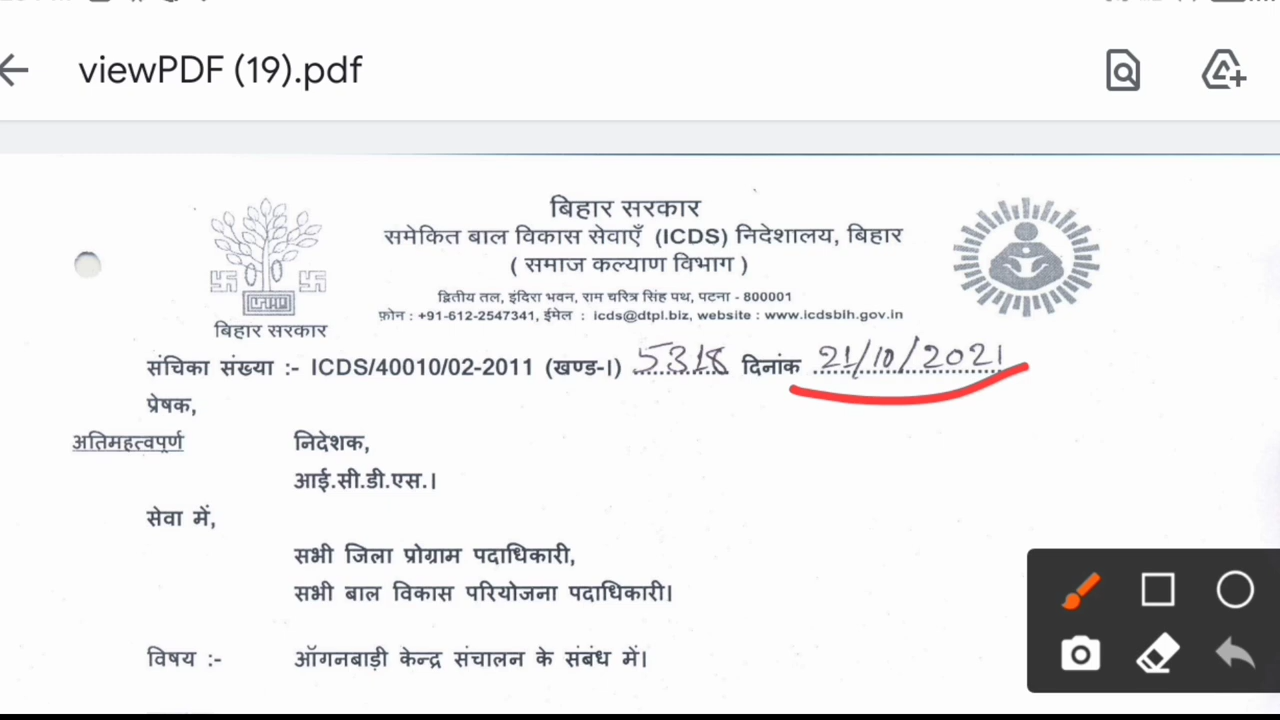 viewPDF (19).pdf
बिहार सरकार
समेकित बाल विकास सेवाएँ (ICDS) निदेशालय, बिहार
( समाज कल्याण विभाग )
द्वितीय तल, इंदिरा भवन, राम चरित्र सिंह पथ, पटना - 800001
फ़ोन : +91-612-2547341, ईमेल : icds@dtpl.biz, website : www.icdsbih.gov.in
बिहार सरकार
संचिका संख्या :- ICDS/40010/02-2011 (खण्ड-I) 5318 दिनांक 21/10/2021
प्रेषक,
अतिमहत्वपूर्ण निदेशक,
आई.सी.डी.एस.।
सेवा में,
सभी जिला प्रोग्राम पदाधिकारी,
सभी बाल विकास परियोजना पदाधिकारी।
विषय :- ऑगनबाड़ी केन्द्र संचालन के संबंध में।